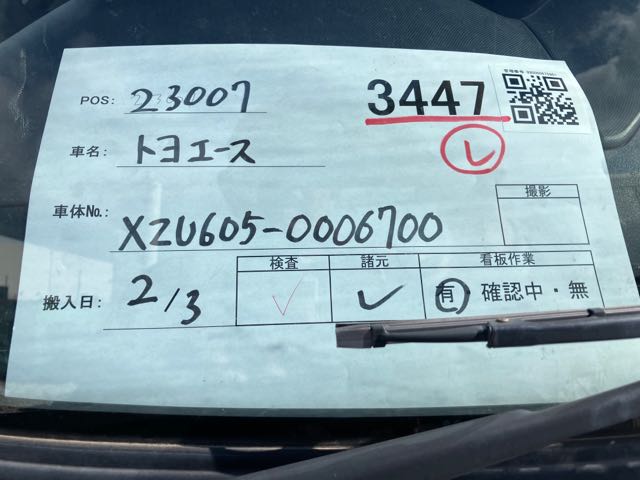 POS: 23007
3447
レ
車名: トヨエース
車体No.: XZU605-0006700
撮影
搬入日: 2/3
検査 諸元 看板作業
✓ ✓ 有・確認中・無